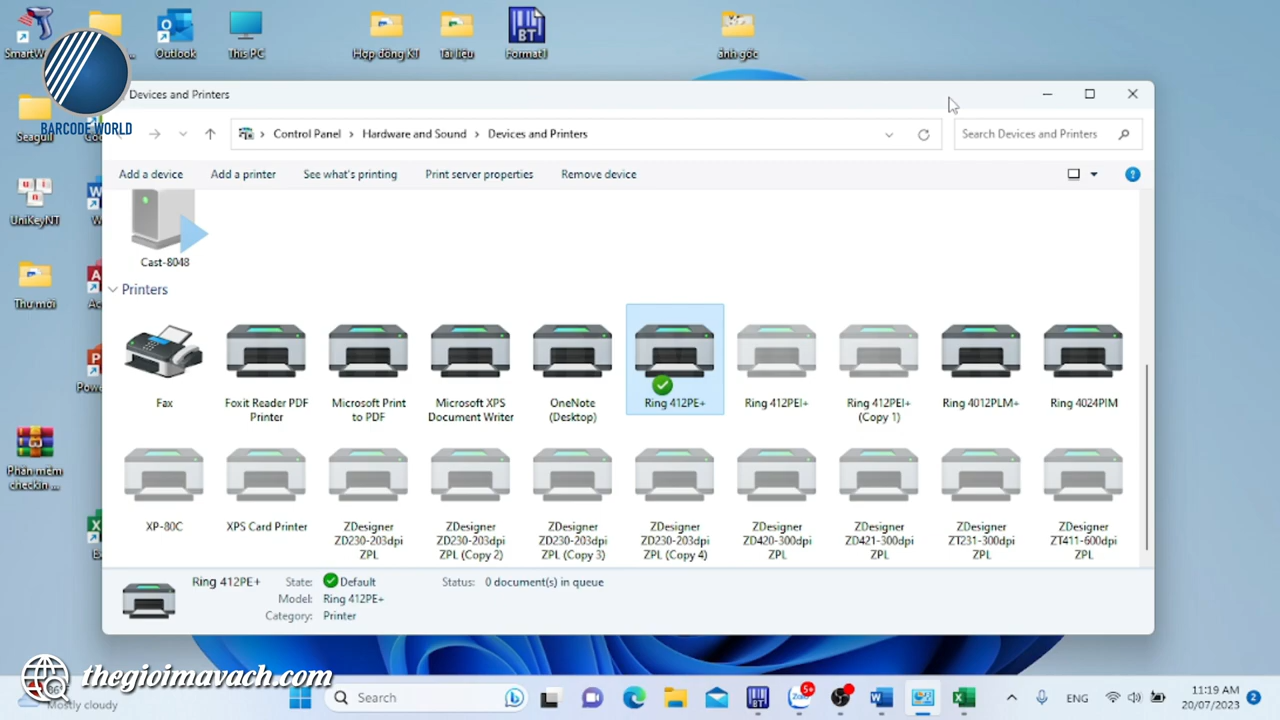 SmartW
Outlook
This PC
Hợp đồng KT
Tài liệu
BT
Format1
ảnh gốc
BARCODE WORLD
Devices and Printers
Control Panel > Hardware and Sound > Devices and Printers
Search Devices and Printers
Add a device
Add a printer
See what's printing
Print server properties
Remove device
Seagull
UniKeyNT
Thư mới
Phần mềm
checkin ...
Cast-8048
Printers
Fax
Foxit Reader PDF
Printer
Microsoft Print
to PDF
Microsoft XPS
Document Writer
OneNote
(Desktop)
Ring 412PE+
Ring 412PEI+
Ring 412PEI+
(Copy 1)
Ring 4012PLM+
Ring 4024PIM
XP-80C
XPS Card Printer
ZDesigner
ZD230-203dpi
ZPL
ZDesigner
ZD230-203dpi
ZPL (Copy 2)
ZDesigner
ZD230-203dpi
ZPL (Copy 3)
ZDesigner
ZD230-203dpi
ZPL (Copy 4)
ZDesigner
ZD420-300dpi
ZPL
ZDesigner
ZD421-300dpi
ZPL
ZDesigner
ZT231-300dpi
ZPL
ZDesigner
ZT411-600dpi
ZPL
Ring 412PE+
State: Default
Model: Ring 412PE+
Category: Printer
Status: 0 document(s) in queue
thegioimavach.com
Mostly cloudy
Search
5+
ENG
11:19 AM
20/07/2023
2